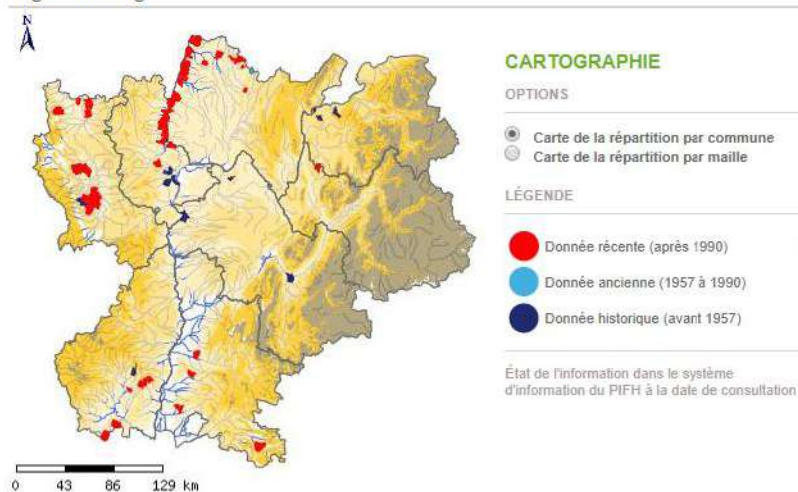 N
CARTOGRAPHIE
OPTIONS
Carte de la répartition par commune
Carte de la répartition par maille
LÉGENDE
Donnée récente (après 1990)
Donnée ancienne (1957 à 1990)
Donnée historique (avant 1957)
État de l'information dans le système
d'information du PIFH à la date de consultation
0 43 86 129 km